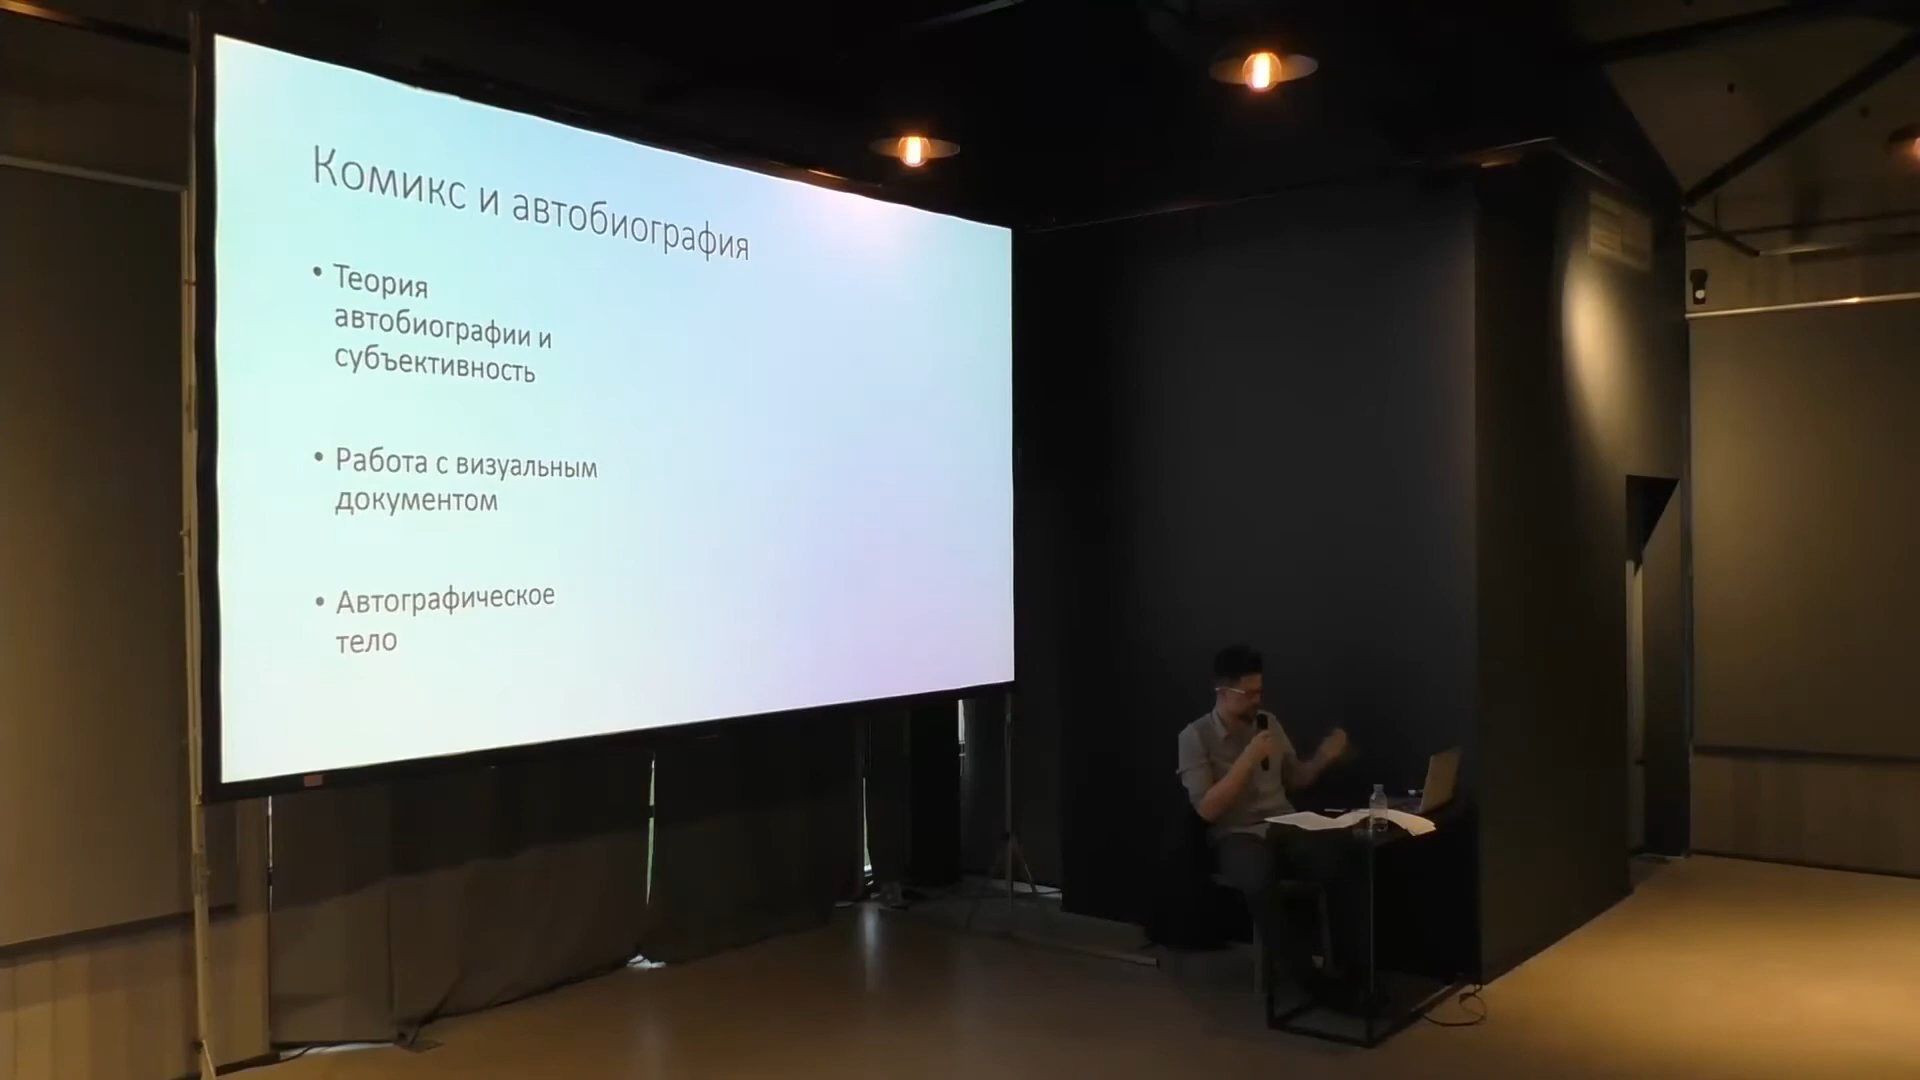 Комикс и автобиография
• Теория
автобиографии и
субъективность
• Работа с визуальным
документом
• Автографическое
тело